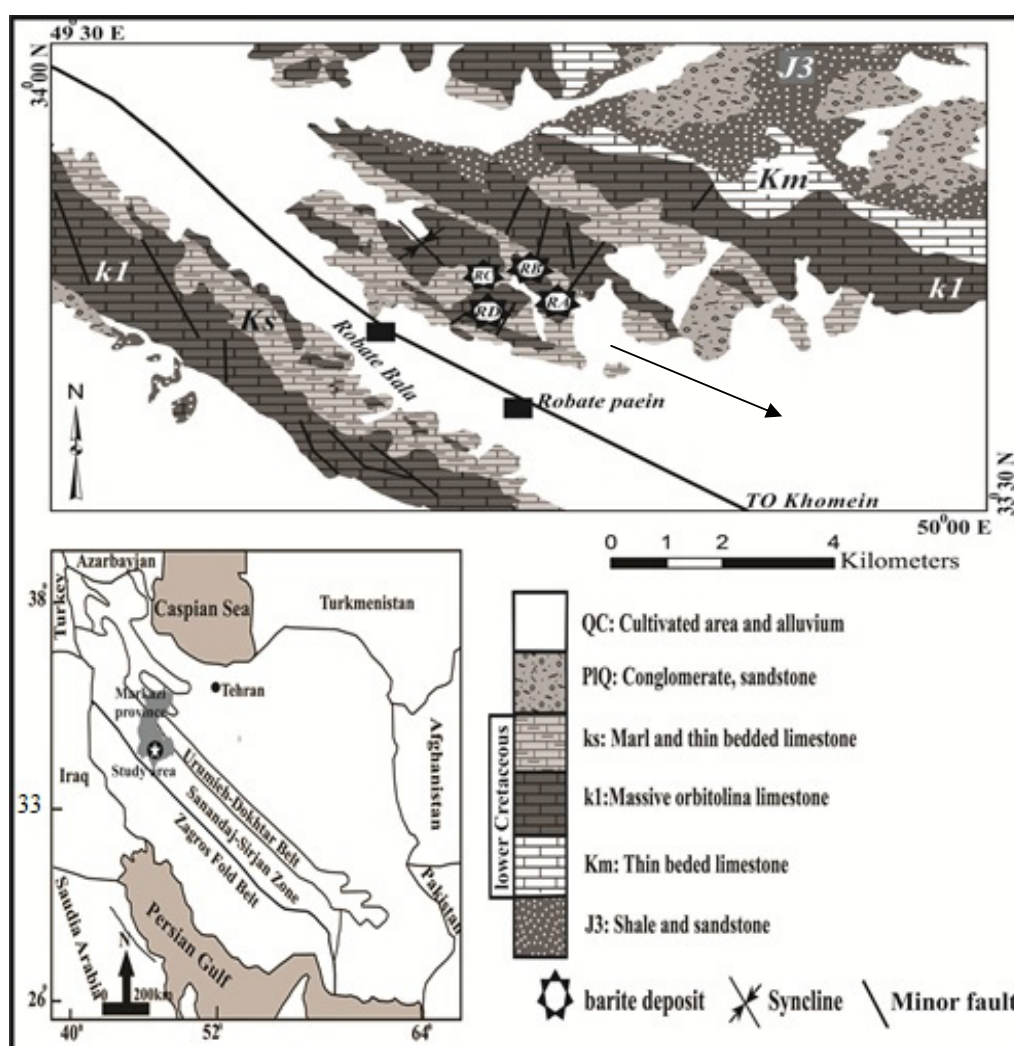 49° 30 E
34° 00 N
J3
Km
k1
Ks
RC
RB
RD
RA
k1
Robate Bala
Robate paein
N
TO Khomein
33° 30 N
50° 00 E
0 1 2 4
Kilometers
Azarbayjan
Turkey
Caspian Sea
Turkmenistan
38°
Tehran
Markazi
province
Study area
Iraq
Afghanistan
33
Urumieh-Dokhtar Belt
Sanandaj-Sirjan Zone
Zagros Fold Belt
Pakistan
Saudia Arabia
Persian Gulf
N
0 200km
26°
40° 52° 64°
QC: Cultivated area and alluvium
PlQ: Conglomerate, sandstone
ks: Marl and thin bedded limestone
k1:Massive orbitolina limestone
Km: Thin beded limestone
J3: Shale and sandstone
lower Cretaceous
barite deposit
Syncline
Minor fault